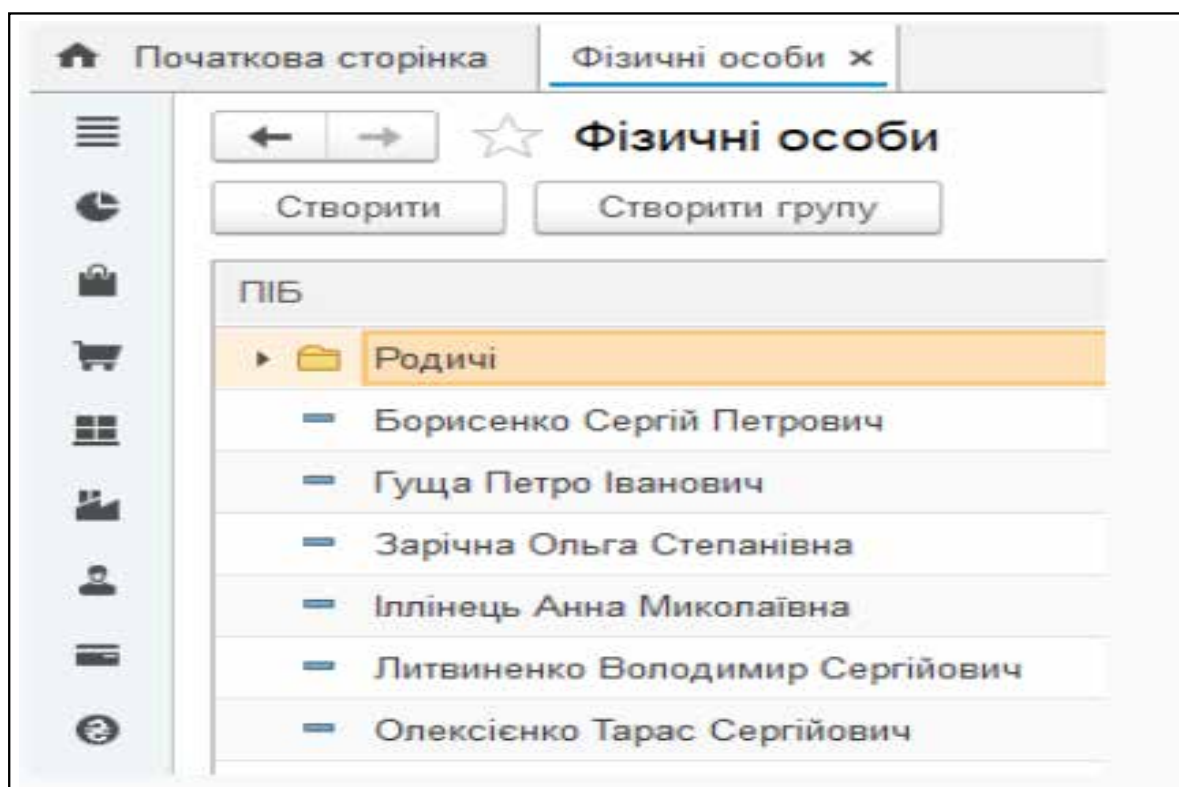 Початкова сторінка Фізичні особи ×
Фізичні особи
Створити Створити групу
ПІБ
Родичі
Борисенко Сергій Петрович
Гуща Петро Іванович
Зарічна Ольга Степанівна
Іллінець Анна Миколаївна
Литвиненко Володимир Сергійович
Олексієнко Тарас Сергійович